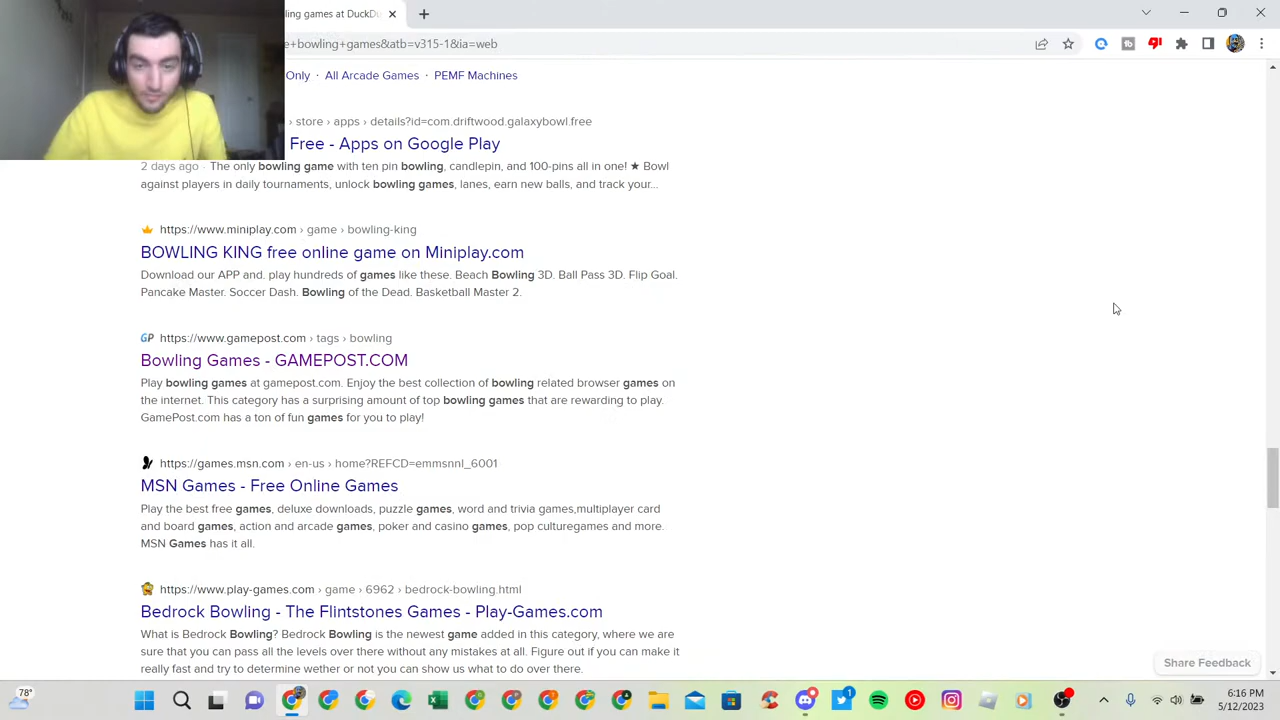 ling games at DuckDu
e+bowling+games&atb=v315-1&ia=web
Only · All Arcade Games · PEMF Machines
› store › apps › details?id=com.driftwood.galaxybowl.free
Free - Apps on Google Play
2 days ago · The only bowling game with ten pin bowling, candlepin, and 100-pins all in one! ★ Bowl
against players in daily tournaments, unlock bowling games, lanes, earn new balls, and track your...
https://www.miniplay.com › game › bowling-king
BOWLING KING free online game on Miniplay.com
Download our APP and. play hundreds of games like these. Beach Bowling 3D. Ball Pass 3D. Flip Goal.
Pancake Master. Soccer Dash. Bowling of the Dead. Basketball Master 2.
GP https://www.gamepost.com › tags › bowling
Bowling Games - GAMEPOST.COM
Play bowling games at gamepost.com. Enjoy the best collection of bowling related browser games on
the internet. This category has a surprising amount of top bowling games that are rewarding to play.
GamePost.com has a ton of fun games for you to play!
https://games.msn.com › en-us › home?REFCD=emmsnnl_6001
MSN Games - Free Online Games
Play the best free games, deluxe downloads, puzzle games, word and trivia games,multiplayer card
and board games, action and arcade games, poker and casino games, pop culturegames and more.
MSN Games has it all.
https://www.play-games.com › game › 6962 › bedrock-bowling.html
Bedrock Bowling - The Flintstones Games - Play-Games.com
What is Bedrock Bowling? Bedrock Bowling is the newest game added in this category, where we are
sure that you can pass all the levels over there without any mistakes at all. Figure out if you can make it
really fast and try to determine wether or not you can show us what to do over there.
Share Feedback
78°
1
6:16 PM
5/12/2023